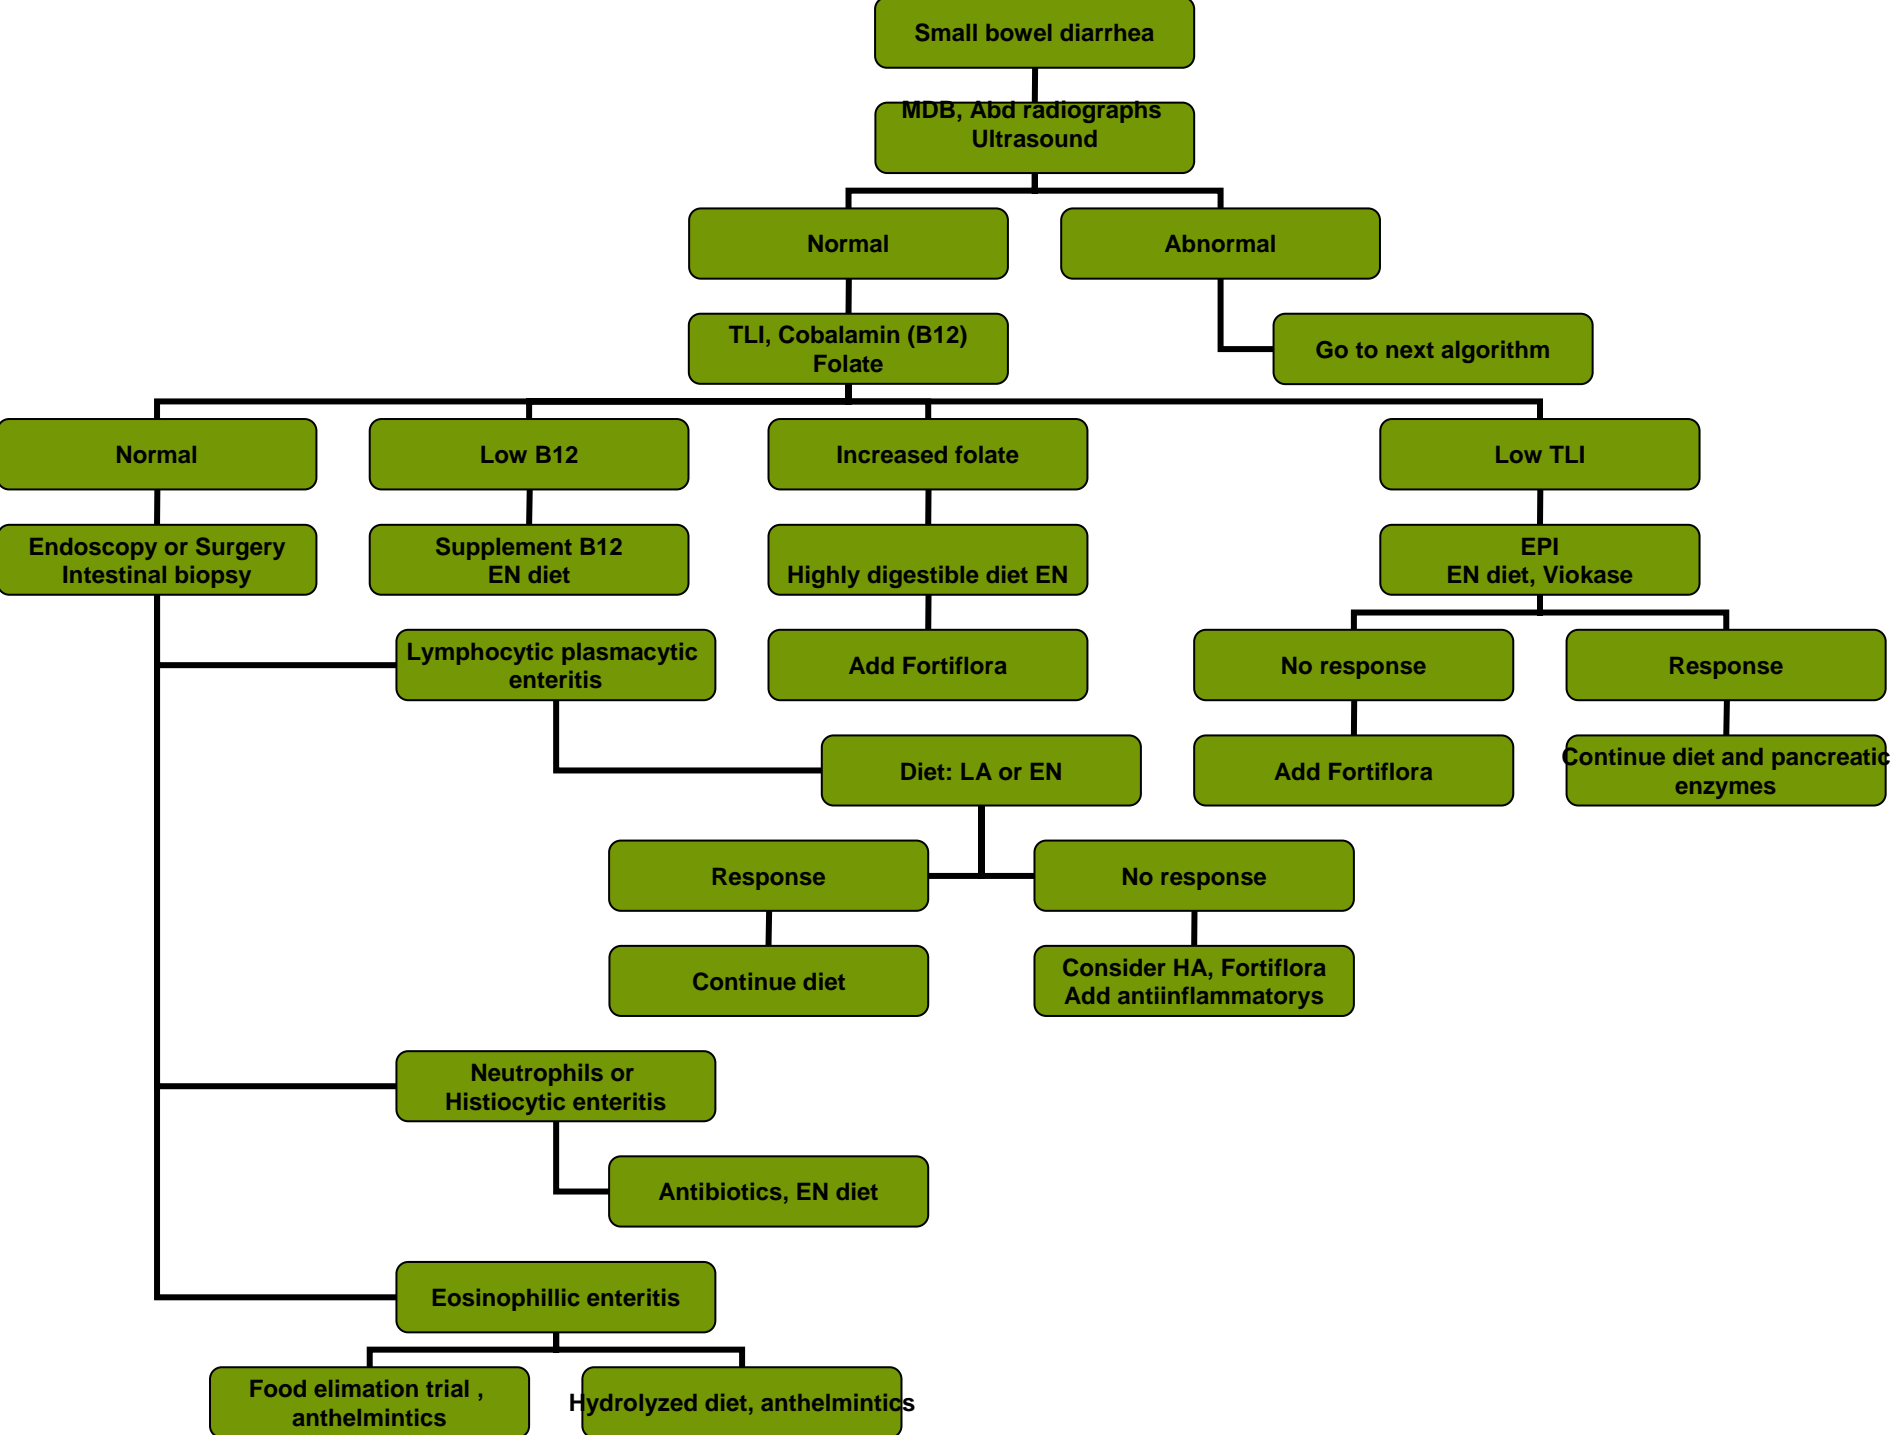 Small bowel diarrhea
MDB, Abd radiographs
Ultrasound
Normal
Abnormal
TLI, Cobalamin (B12)
Folate
Go to next algorithm
Normal
Low B12
Increased folate
Low TLI
Endoscopy or Surgery
Intestinal biopsy
Supplement B12
EN diet
Highly digestible diet EN
EPI
EN diet, Viokase
Lymphocytic plasmacytic
enteritis
Add Fortiflora
No response
Response
Diet: LA or EN
Add Fortiflora
Continue diet and pancreatic
enzymes
Response
No response
Continue diet
Consider HA, Fortiflora
Add antiinflammatorys
Neutrophils or
Histiocytic enteritis
Antibiotics, EN diet
Eosinophillic enteritis
Food elimation trial ,
anthelmintics
Hydrolyzed diet, anthelmintics